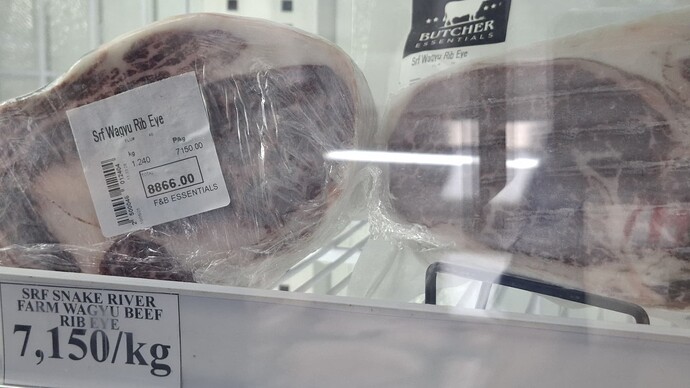 BUTCHER
ESSENTIALS
Srf Wagyu Rib Eye
Srf Wagyu Rib Eye
kg
P/kg
1.240
7150.00
8866.00
F&B ESSENTIALS
SRF SNAKE RIVER
FARM WAGYU BEEF
RIB EYE
7,150/kg